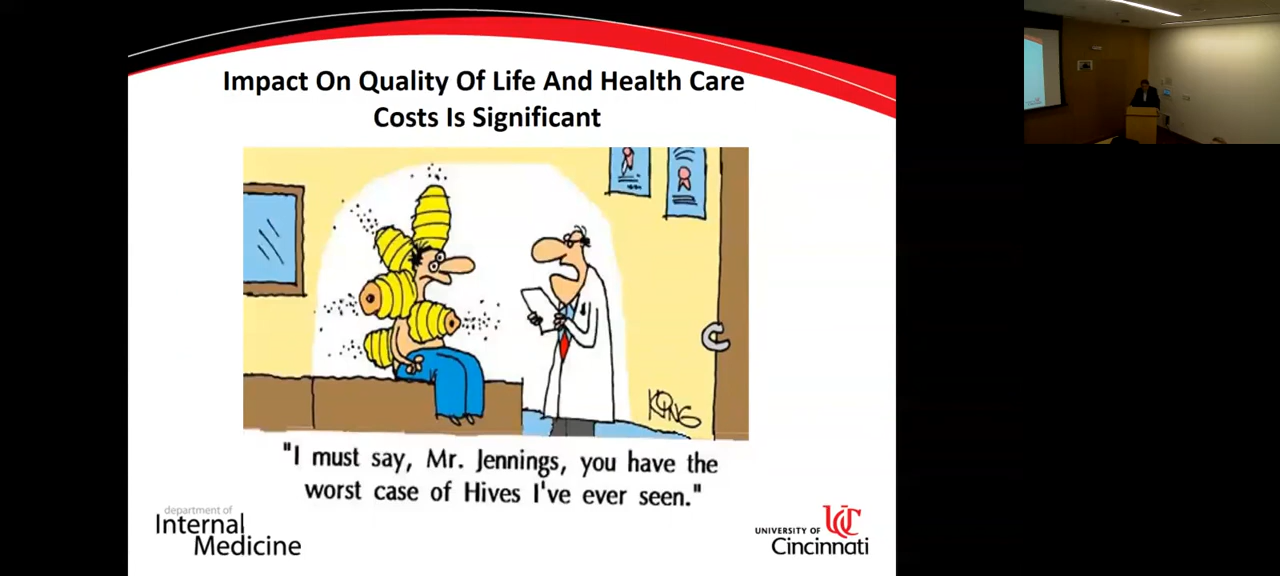 Impact On Quality Of Life And Health Care
Costs Is Significant
KING
"I must say, Mr. Jennings, you have the
worst case of Hives I've ever seen."
department of
Internal
Medicine
UC
UNIVERSITY OF
Cincinnati